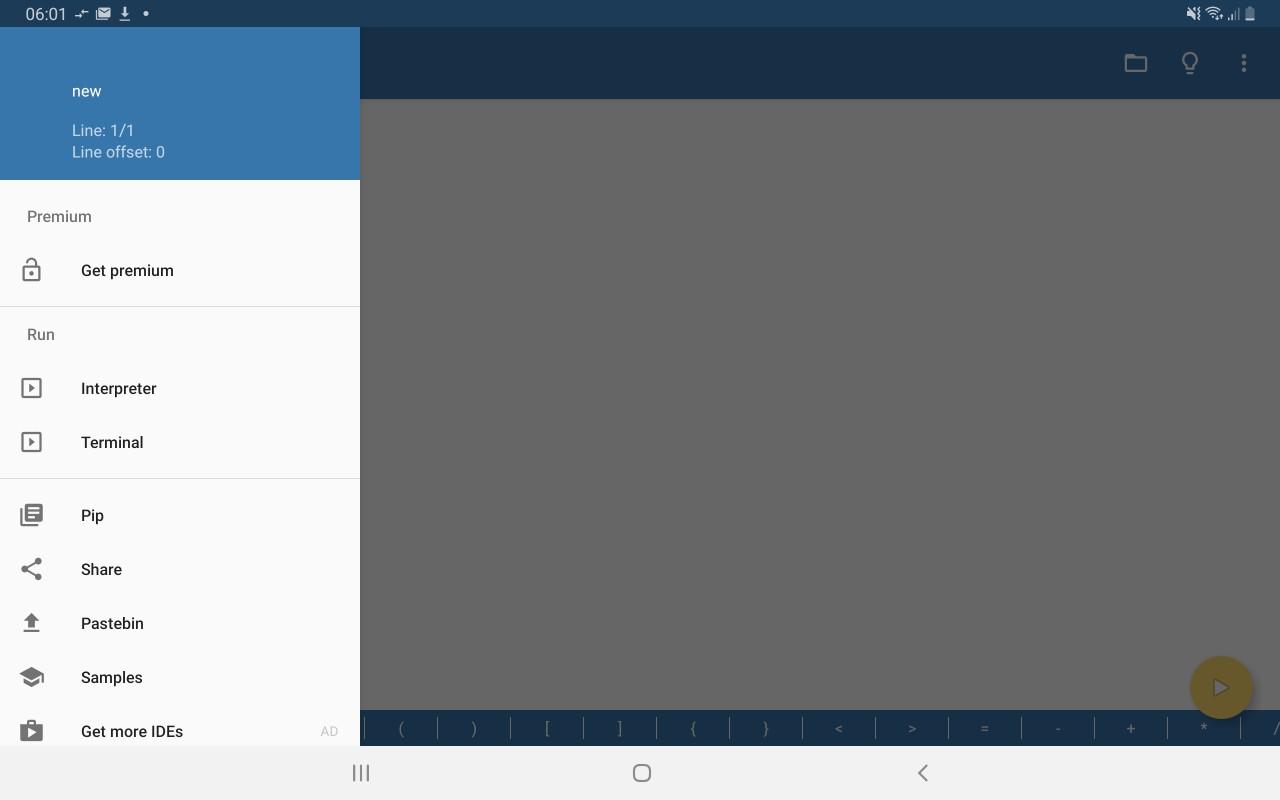 06:01
new
Line: 1/1
Line offset: 0
Premium
Get premium
Run
Interpreter
Terminal
Pip
Share
Pastebin
Samples
Get more IDEs AD
( ) [ ] { } < > = - + * /